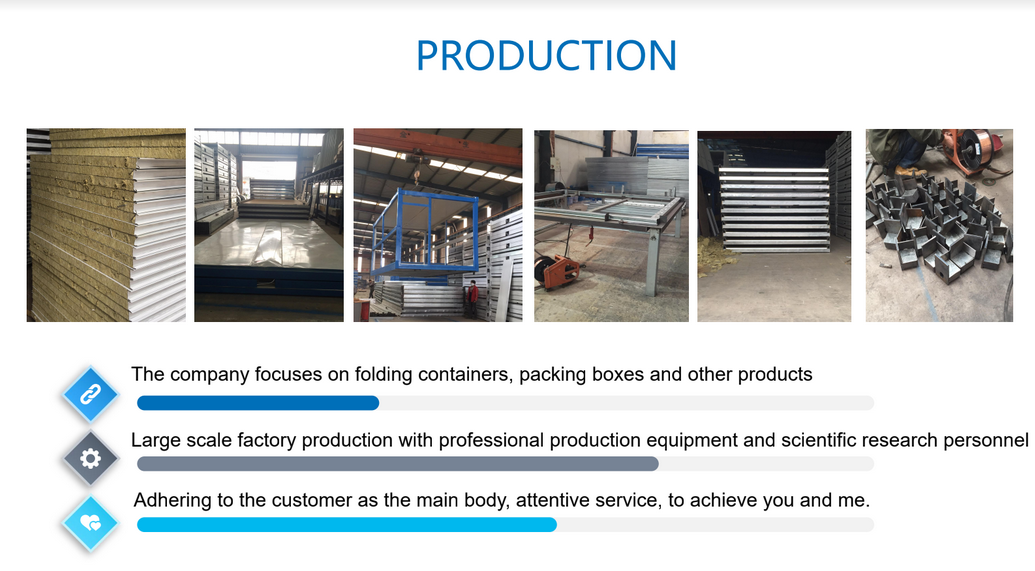 PRODUCTION
The company focuses on folding containers, packing boxes and other products
Large scale factory production with professional production equipment and scientific research personnel
Adhering to the customer as the main body, attentive service, to achieve you and me.